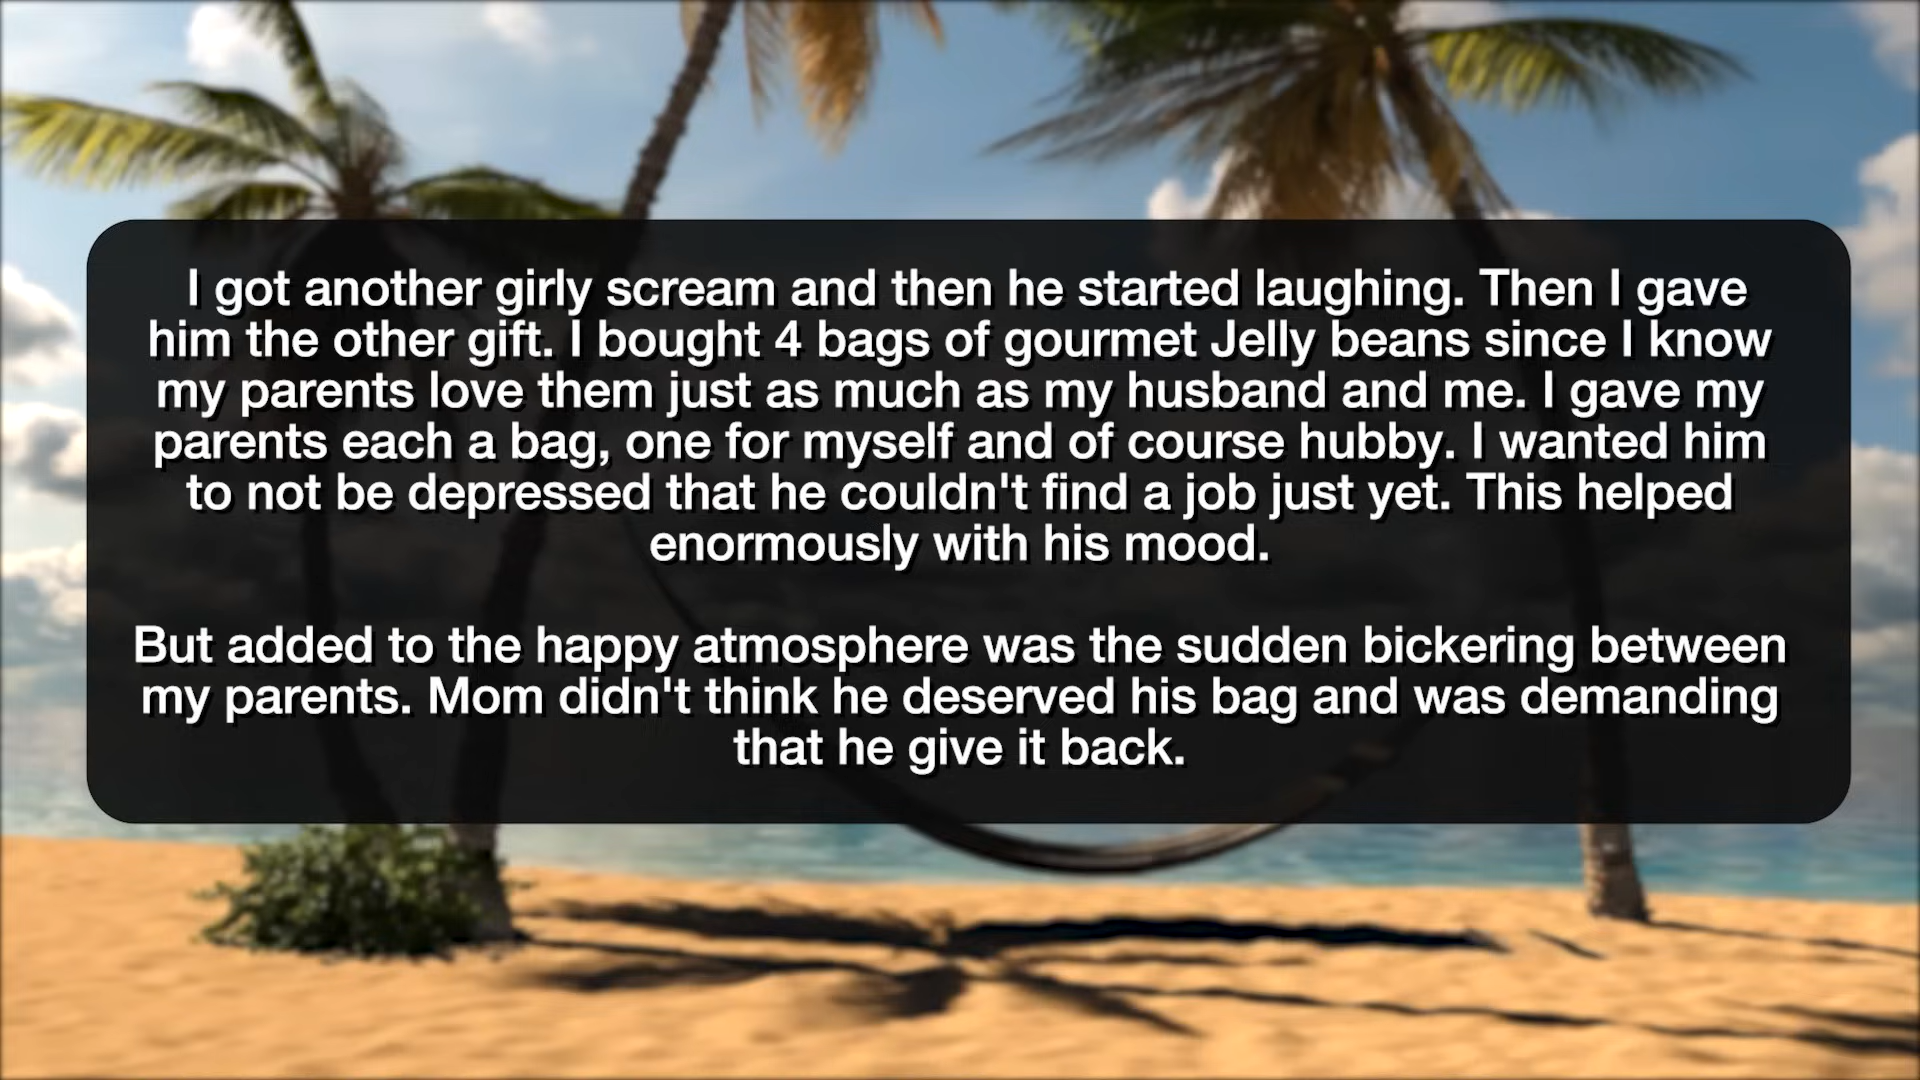 I got another girly scream and then he started laughing. Then I gave
him the other gift. I bought 4 bags of gourmet Jelly beans since I know
my parents love them just as much as my husband and me. I gave my
parents each a bag, one for myself and of course hubby. I wanted him
to not be depressed that he couldn't find a job just yet. This helped
enormously with his mood.
But added to the happy atmosphere was the sudden bickering between
my parents. Mom didn't think he deserved his bag and was demanding
that he give it back.